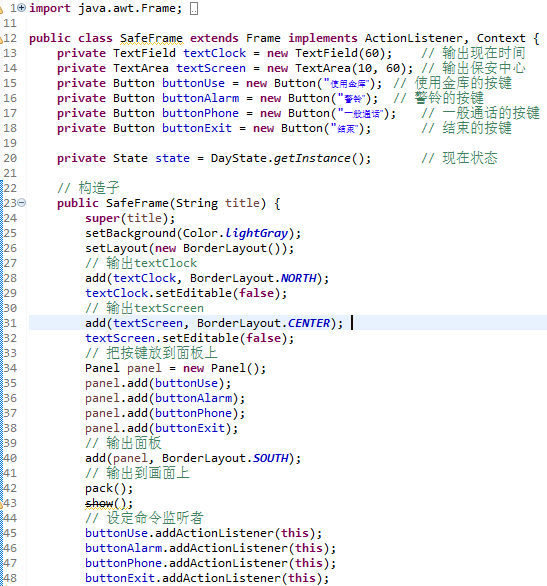 1 import java.awt.Frame;
11
12 public class SafeFrame extends Frame implements ActionListener, Context {
13 private TextField textClock = new TextField(60); // 输出现在时间
14 private TextArea textScreen = new TextArea(10, 60); // 输出保安中心
15 private Button buttonUse = new Button("使用金库"); // 使用金库的按键
16 private Button buttonAlarm = new Button("警铃"); // 警铃的按键
17 private Button buttonPhone = new Button("一般通话"); // 一般通话的按键
18 private Button buttonExit = new Button("结束"); // 结束的按键
19
20 private State state = DayState.getInstance(); // 现在状态
21
22 // 构造子
23 public SafeFrame(String title) {
24 super(title);
25 setBackground(Color.lightGray);
26 setLayout(new BorderLayout());
27 // 输出textClock
28 add(textClock, BorderLayout.NORTH);
29 textClock.setEditable(false);
30 // 输出textScreen
31 add(textScreen, BorderLayout.CENTER);
32 textScreen.setEditable(false);
33 // 把按键放到面板上
34 Panel panel = new Panel();
35 panel.add(buttonUse);
36 panel.add(buttonAlarm);
37 panel.add(buttonPhone);
38 panel.add(buttonExit);
39 // 输出面板
40 add(panel, BorderLayout.SOUTH);
41 // 输出到画面上
42 pack();
43 show();
44 // 设定命令监听者
45 buttonUse.addActionListener(this);
46 buttonAlarm.addActionListener(this);
47 buttonPhone.addActionListener(this);
48 buttonExit.addActionListener(this);